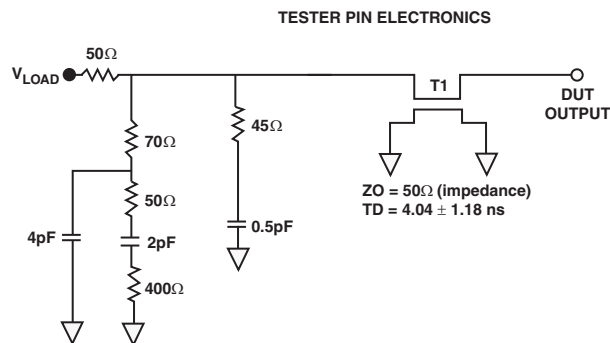 TESTER PIN ELECTRONICS
50Ω
VLOAD
T1
DUT
OUTPUT
45Ω
70Ω
50Ω
ZO = 50Ω (impedance)
TD = 4.04 ± 1.18 ns
0.5pF
4pF
2pF
400Ω